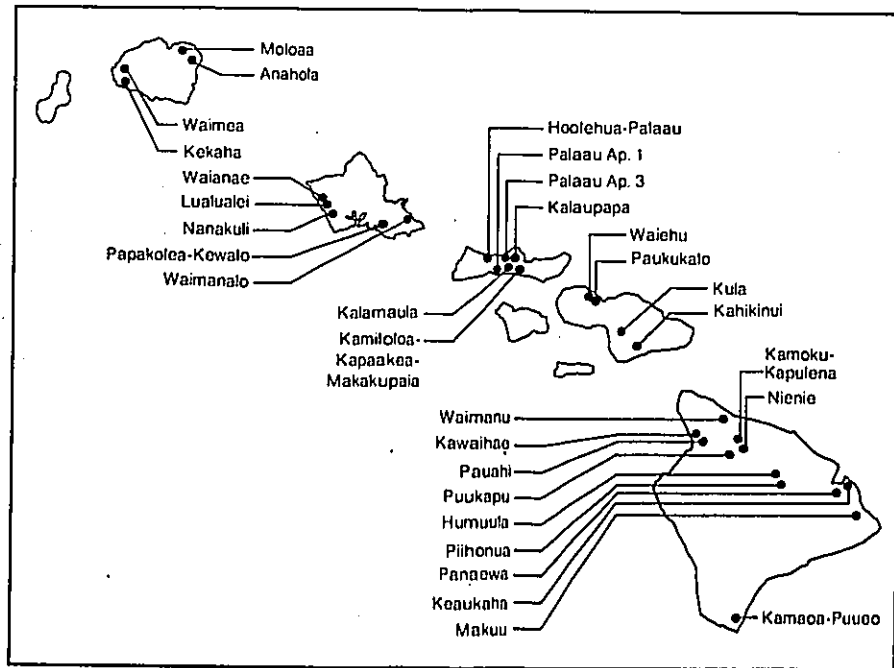 Moloaa
Anahola
Waimea
Kekaha
Waianae
Lualualei
Nanakuli
Papakolea-Kewalo
Waimanalo
Hoolehua-Palaau
Palaau Ap. 1
Palaau Ap. 3
Kalaupapa
Kalamaula
Kamiloloa-
Kapaakea-
Makakupaia
Waiehu
Paukukalo
Kula
Kahikinui
Kamoku-
Kapulena
Nienie
Waimanu
Kawaihae
Pauahi
Puukapu
Humuula
Piihonua
Panaewa
Keaukaha
Makuu
Kamaoa-Puueo